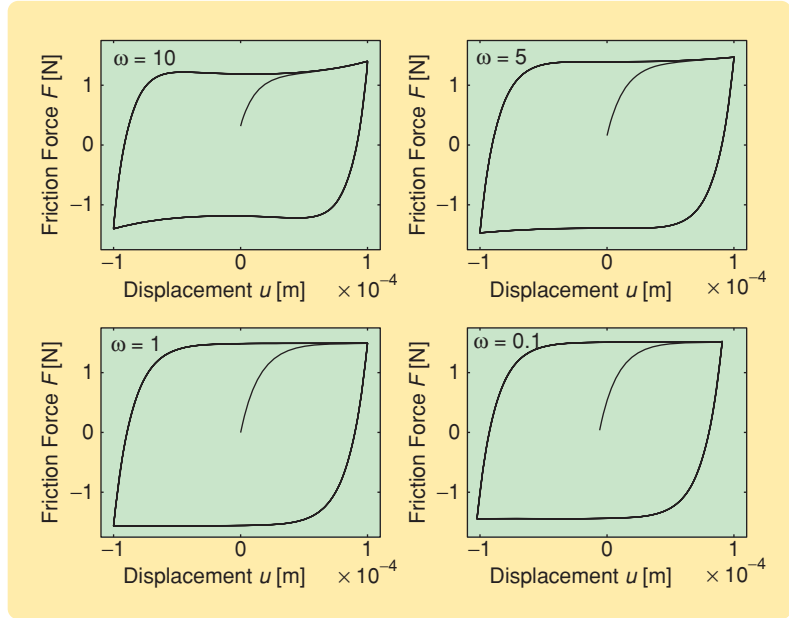 ω = 10
Friction Force F [N]
1
0
−1
−1 0 1
Displacement u [m] × 10⁻⁴
ω = 5
Friction Force F [N]
1
0
−1
−1 0 1
Displacement u [m] × 10⁻⁴
ω = 1
Friction Force F [N]
1
0
−1
−1 0 1
Displacement u [m] × 10⁻⁴
ω = 0.1
Friction Force F [N]
1
0
−1
−1 0 1
Displacement u [m] × 10⁻⁴